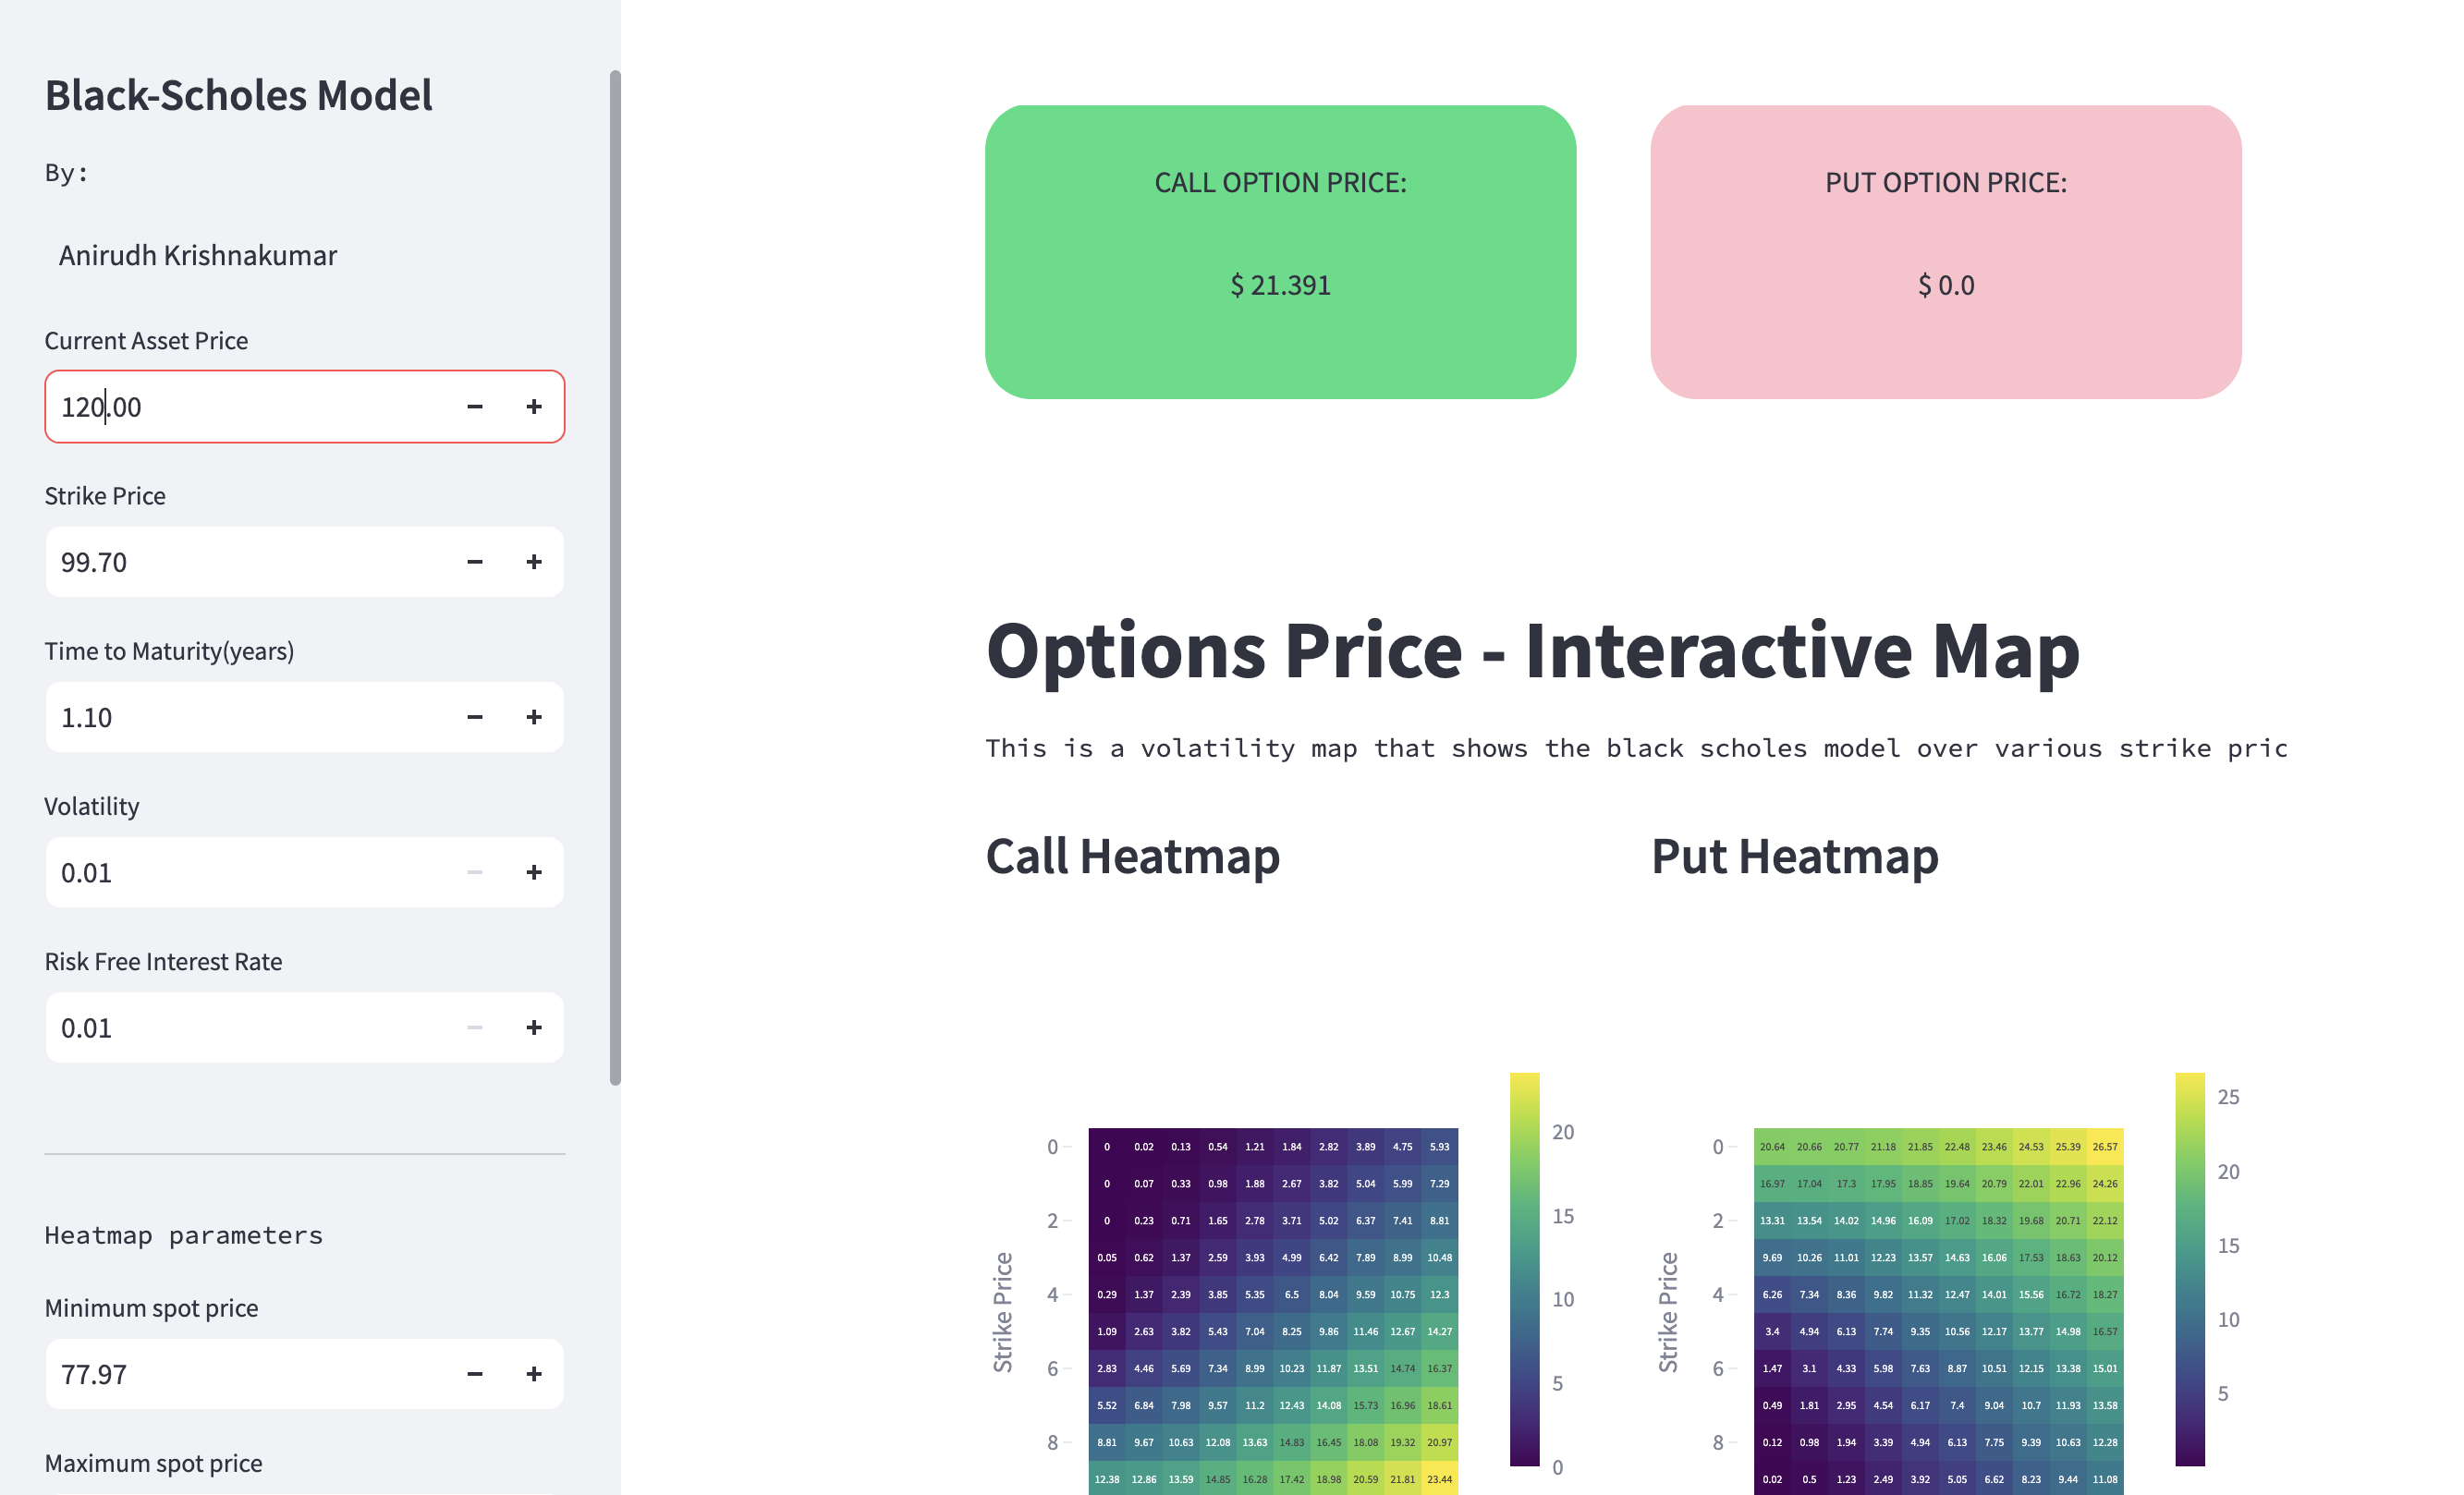 Black-Scholes Model
By:
Anirudh Krishnakumar
Current Asset Price
120.00 − +
Strike Price
99.70 − +
Time to Maturity(years)
1.10 − +
Volatility
0.01 − +
Risk Free Interest Rate
0.01 − +
Heatmap parameters
Minimum spot price
77.97 − +
Maximum spot price
CALL OPTION PRICE:
$ 21.391
PUT OPTION PRICE:
$ 0.0
Options Price - Interactive Map
This is a volatility map that shows the black scholes model over various strike pric
Call Heatmap
Strike Price
0 0 0.02 0.13 0.54 1.21 1.84 2.82 3.89 4.75 5.93
0 0.07 0.33 0.98 1.88 2.67 3.82 5.04 5.99 7.29
2 0 0.23 0.71 1.65 2.78 3.71 5.02 6.37 7.41 8.81
0.05 0.62 1.37 2.59 3.93 4.99 6.42 7.89 8.99 10.48
4 0.29 1.37 2.39 3.85 5.35 6.5 8.04 9.59 10.75 12.3
1.09 2.63 3.82 5.43 7.04 8.25 9.86 11.46 12.67 14.27
6 2.83 4.46 5.69 7.34 8.99 10.23 11.87 13.51 14.74 16.37
5.52 6.84 7.98 9.57 11.2 12.43 14.08 15.73 16.96 18.61
8 8.81 9.67 10.63 12.08 13.63 14.83 16.45 18.08 19.32 20.97
12.38 12.86 13.59 14.85 16.28 17.42 18.98 20.59 21.81 23.44
20
15
10
5
0
Put Heatmap
Strike Price
0 20.64 20.66 20.77 21.18 21.85 22.48 23.46 24.53 25.39 26.57
16.97 17.04 17.3 17.95 18.85 19.64 20.79 22.01 22.96 24.26
2 13.31 13.54 14.02 14.96 16.09 17.02 18.32 19.68 20.71 22.12
9.69 10.26 11.01 12.23 13.57 14.63 16.06 17.53 18.63 20.12
4 6.26 7.34 8.36 9.82 11.32 12.47 14.01 15.56 16.72 18.27
3.4 4.94 6.13 7.74 9.35 10.56 12.17 13.77 14.98 16.57
6 1.47 3.1 4.33 5.98 7.63 8.87 10.51 12.15 13.38 15.01
0.49 1.81 2.95 4.54 6.17 7.4 9.04 10.7 11.93 13.58
8 0.12 0.98 1.94 3.39 4.94 6.13 7.75 9.39 10.63 12.28
0.02 0.5 1.23 2.49 3.92 5.05 6.62 8.23 9.44 11.08
25
20
15
10
5